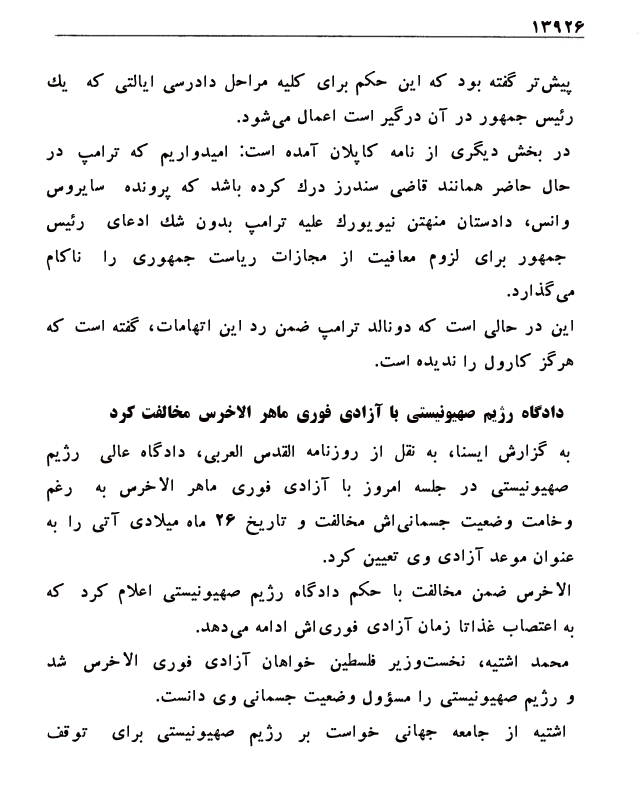 ۱۳۹۲۶
پیش‌تر گفته بود که این حکم برای کلیه مراحل دادرسی ایالتی که یك
رئیس جمهور در آن درگیر است اعمال می‌شود.
در بخش دیگری از نامه کاپلان آمده است: امیدواریم که ترامپ در
حال حاضر همانند قاضی سندرز درك کرده باشد که پرونده سایروس
وانس، دادستان منهتن نیویورك علیه ترامپ بدون شك ادعای رئیس
جمهور برای لزوم معافیت از مجازات ریاست جمهوری را ناکام
می‌گذارد.
این در حالی است که دونالد ترامپ ضمن رد این اتهامات، گفته است که
هرگز کارول را ندیده است.
دادگاه رژیم صهیونیستی با آزادی فوری ماهر الاخرس مخالفت کرد
به گزارش ایسنا، به نقل از روزنامه القدس العربی، دادگاه عالی رژیم
صهیونیستی در جلسه امروز با آزادی فوری ماهر الاخرس به رغم
وخامت وضعیت جسمانی‌اش مخالفت و تاریخ ۲۶ ماه میلادی آتی را به
عنوان موعد آزادی وی تعیین کرد.
الاخرس ضمن مخالفت با حکم دادگاه رژیم صهیونیستی اعلام کرد که
به اعتصاب غذاتا زمان آزادی فوری‌اش ادامه می‌دهد.
محمد اشتیه، نخست‌وزیر فلسطین خواهان آزادی فوری الاخرس شد
و رژیم صهیونیستی را مسؤول وضعیت جسمانی وی دانست.
اشتیه از جامعه جهانی خواست بر رژیم صهیونیستی برای توقف